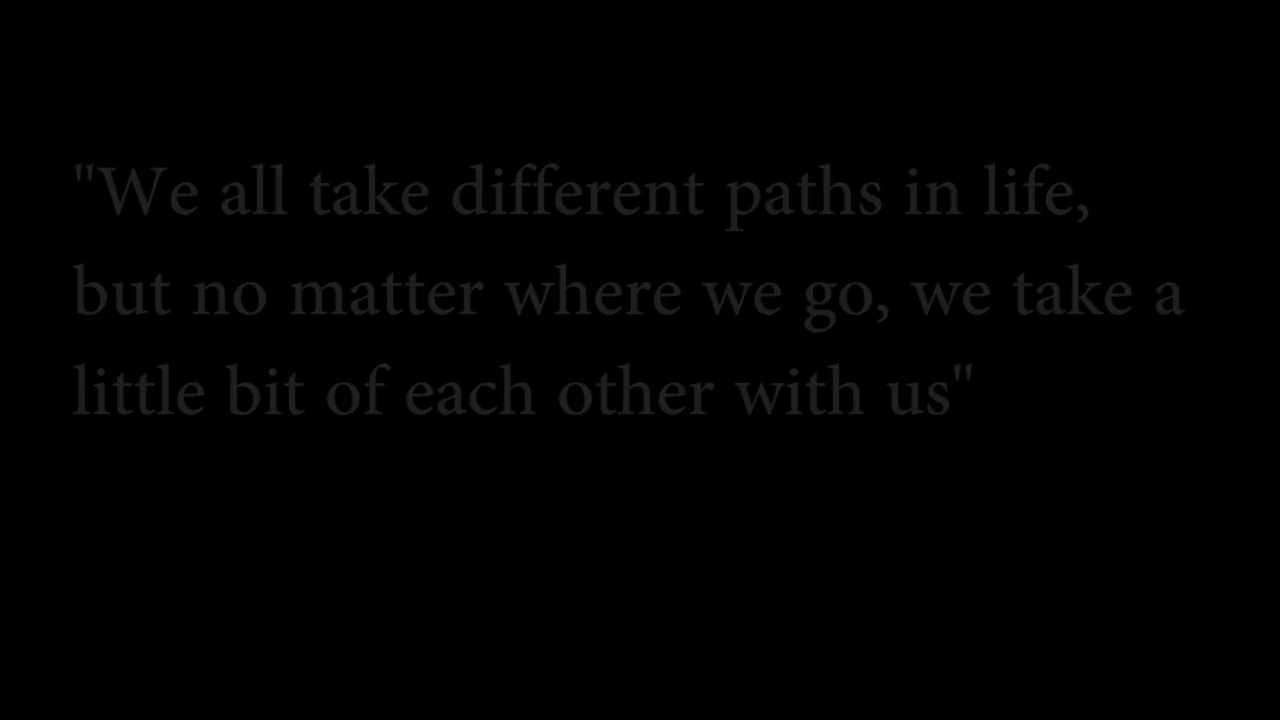 "We all take different paths in life,
but no matter where we go, we take a
little bit of each other with us"